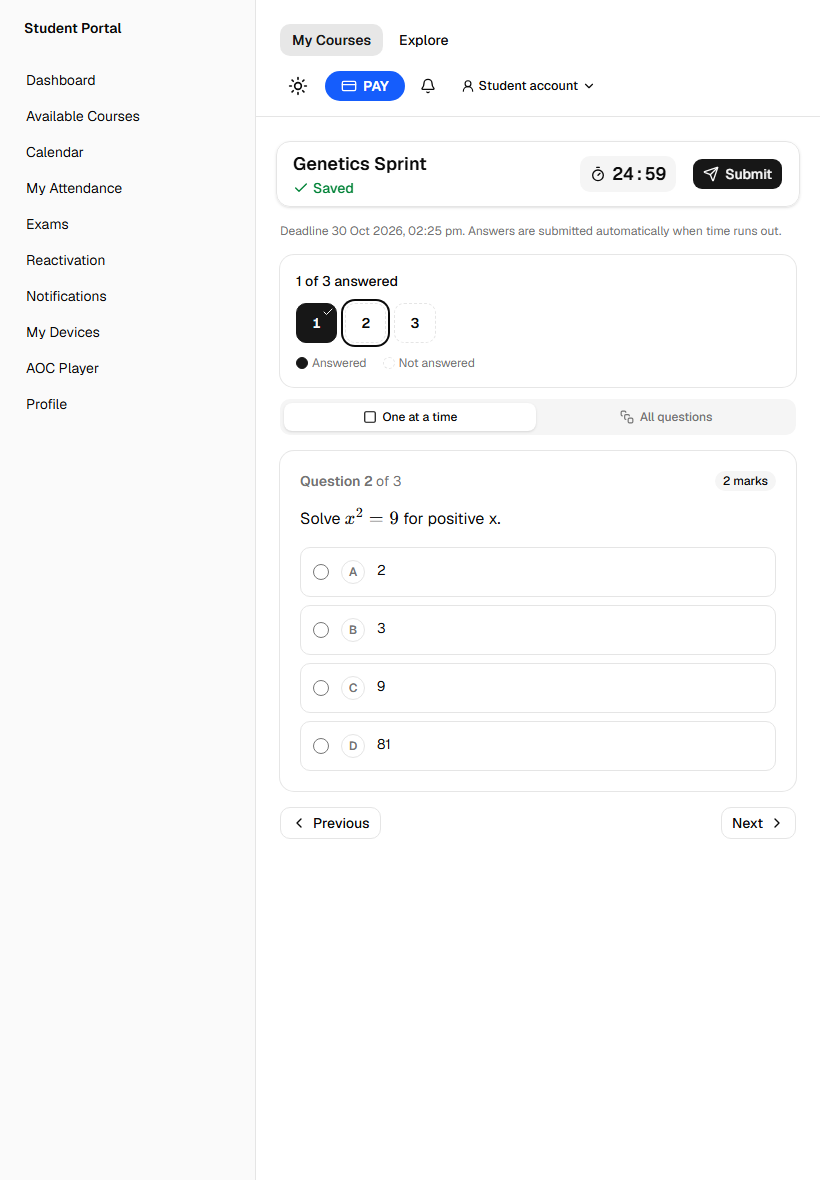 Student Portal
Dashboard
Available Courses
Calendar
My Attendance
Exams
Reactivation
Notifications
My Devices
AOC Player
Profile
My Courses
Explore
PAY
Student account
Genetics Sprint
Saved
24:59
Submit
Deadline 30 Oct 2026, 02:25 pm. Answers are submitted automatically when time runs out.
1 of 3 answered
1
2
3
Answered
Not answered
One at a time
All questions
Question 2 of 3
2 marks
Solve x² = 9 for positive x.
A 2
B 3
C 9
D 81
Previous
Next